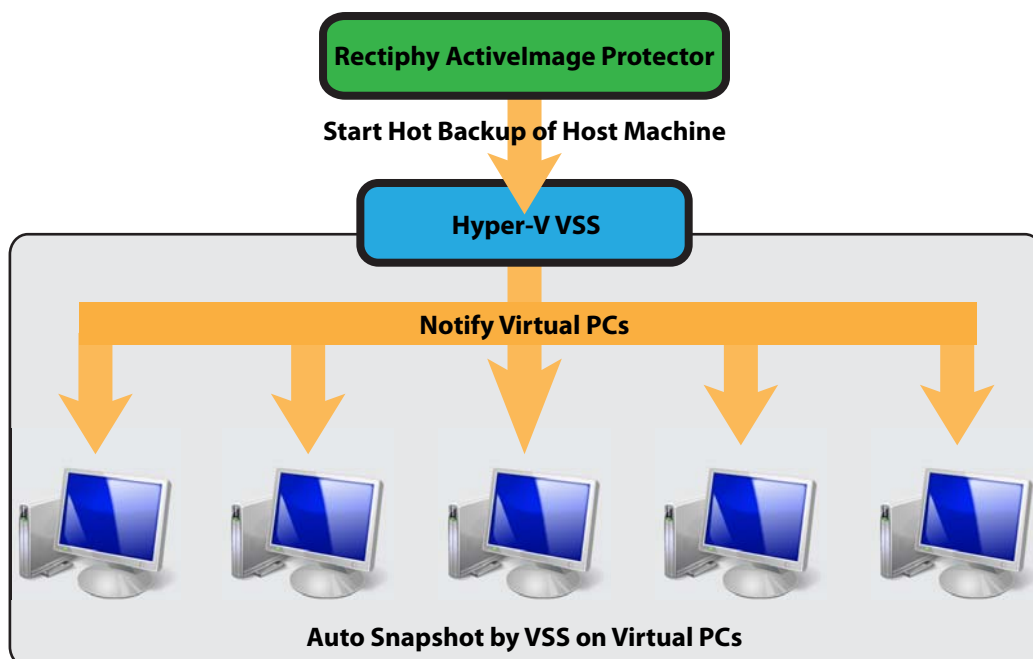 Rectiphy ActiveImage Protector
Start Hot Backup of Host Machine
Hyper-V VSS
Notify Virtual PCs
Auto Snapshot by VSS on Virtual PCs